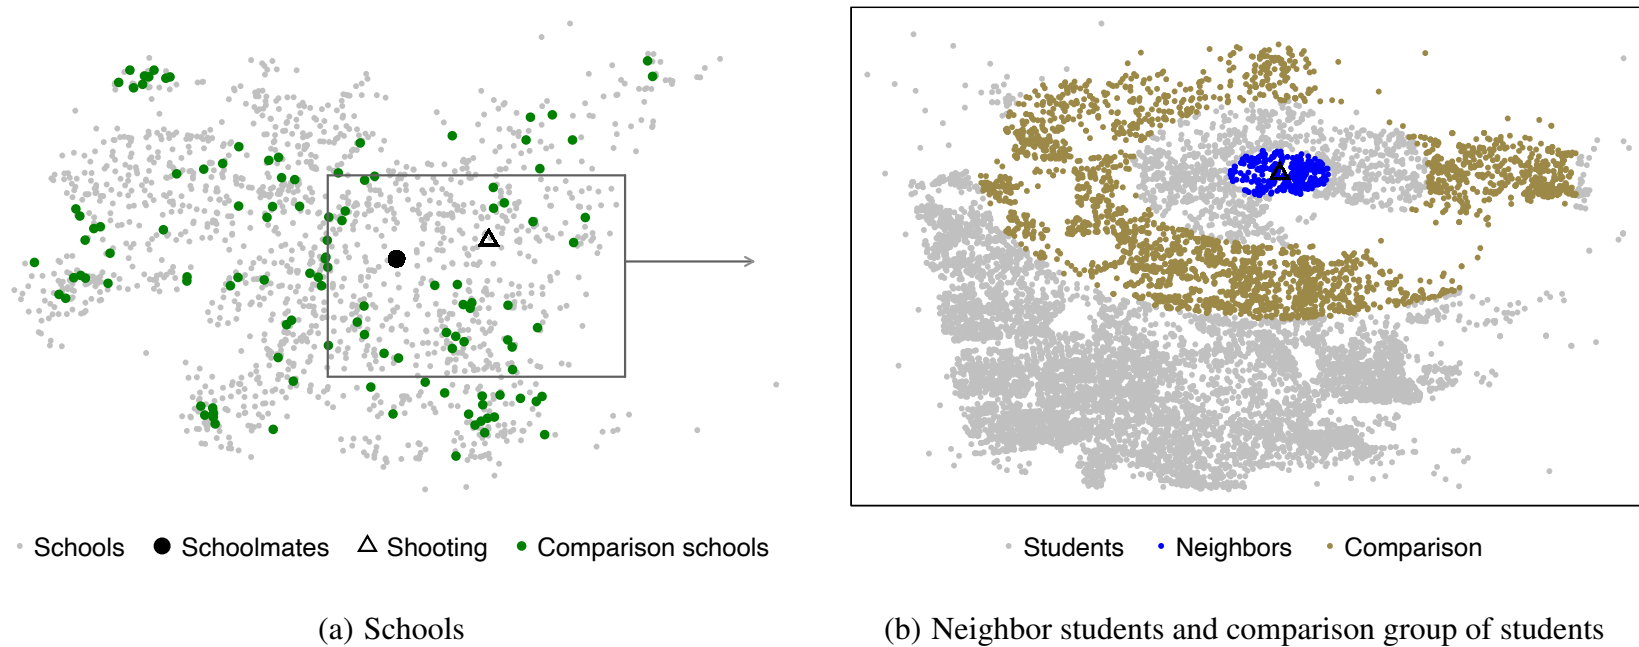 Schools Schoolmates Shooting Comparison schools
Students Neighbors Comparison
(a) Schools
(b) Neighbor students and comparison group of students